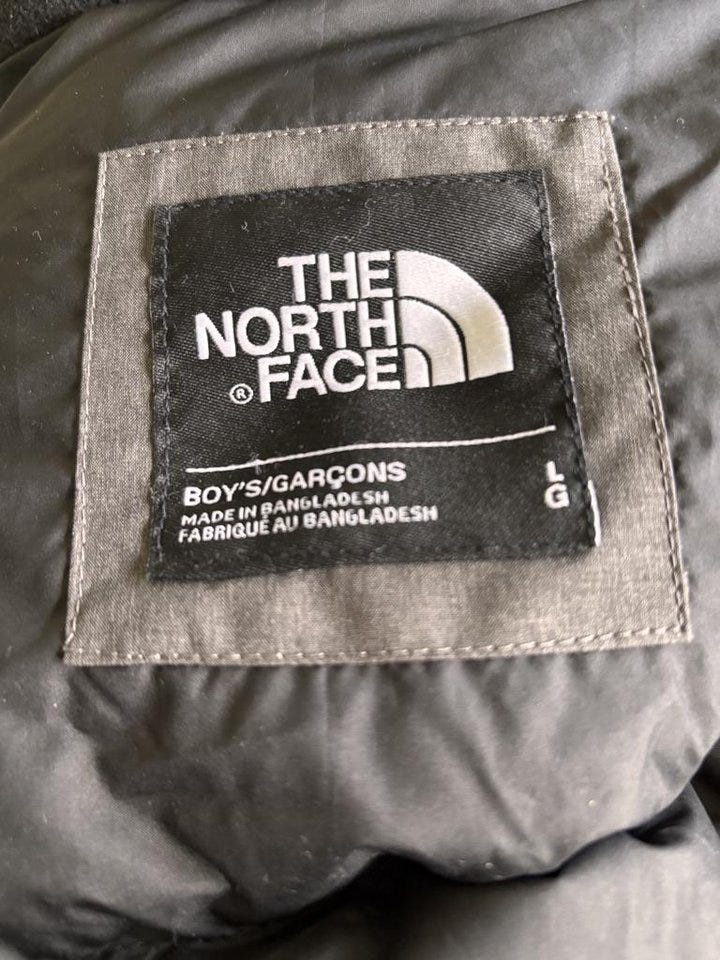 THE
NORTH
® FACE
BOY'S/GARÇONS
MADE IN BANGLADESH
FABRIQUÉ AU BANGLADESH
L
G